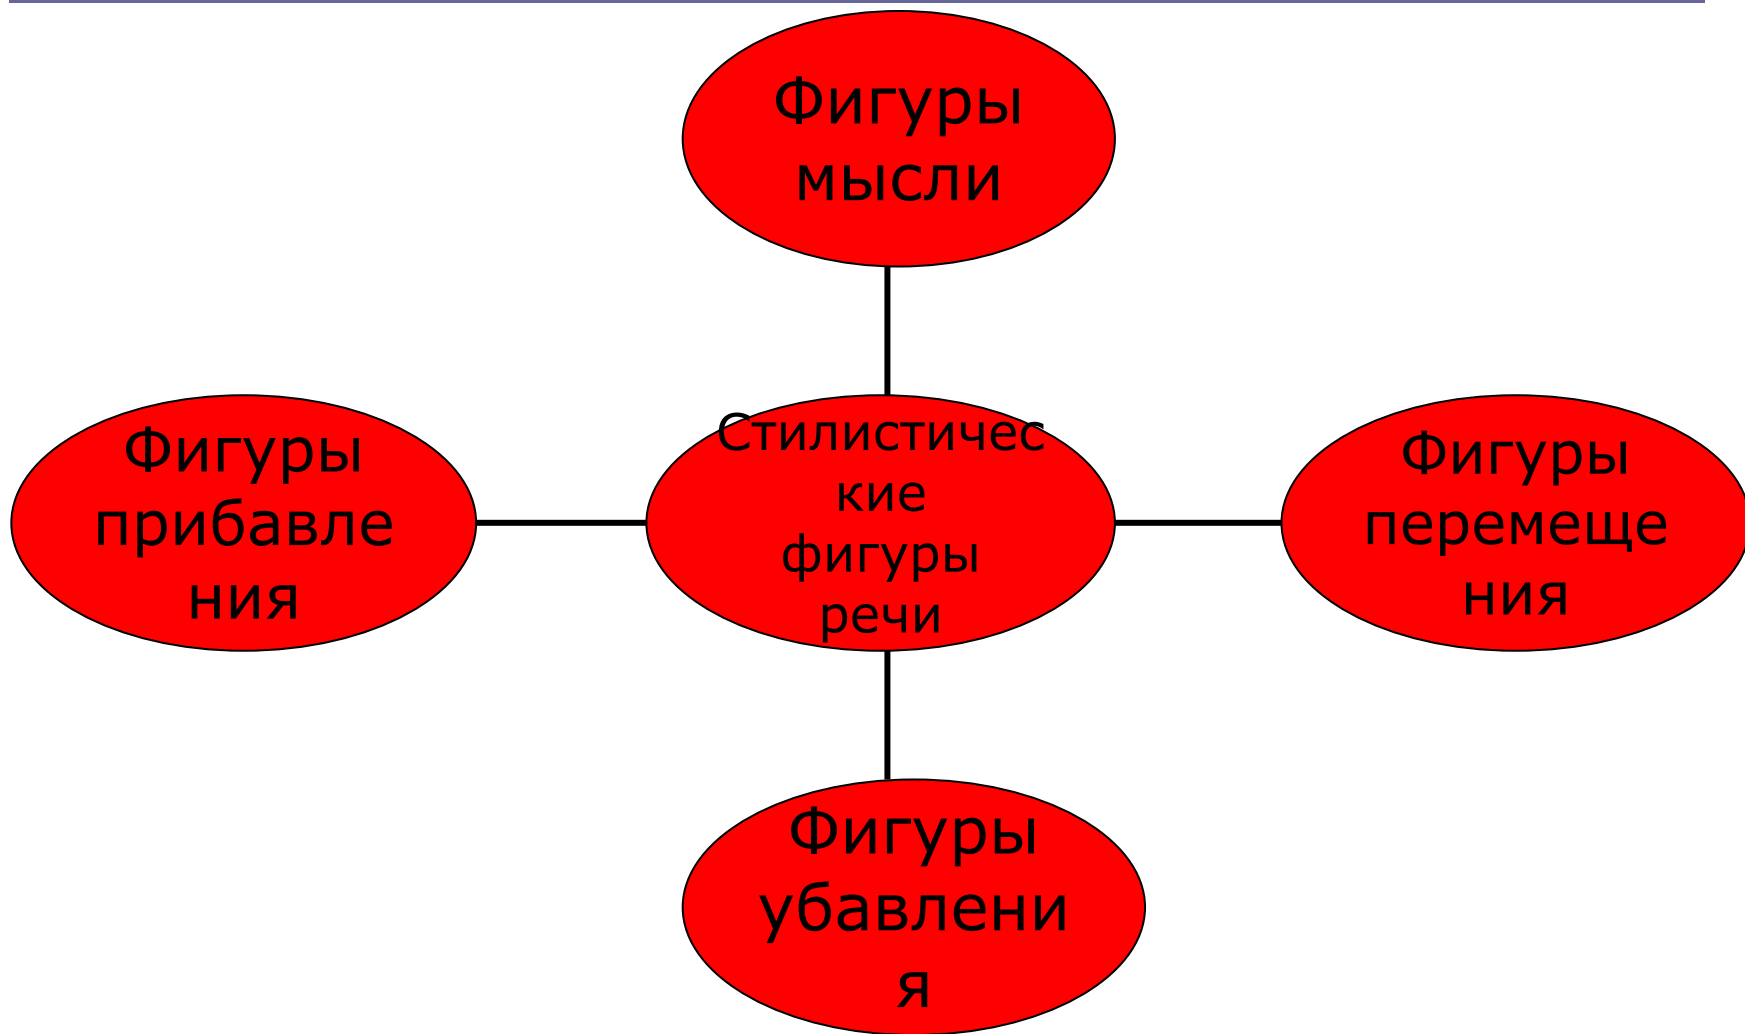 Фигуры
мысли
Фигуры
прибавле
ния
Стилистичес
кие
фигуры
речи
Фигуры
перемеще
ния
Фигуры
убавлени
я